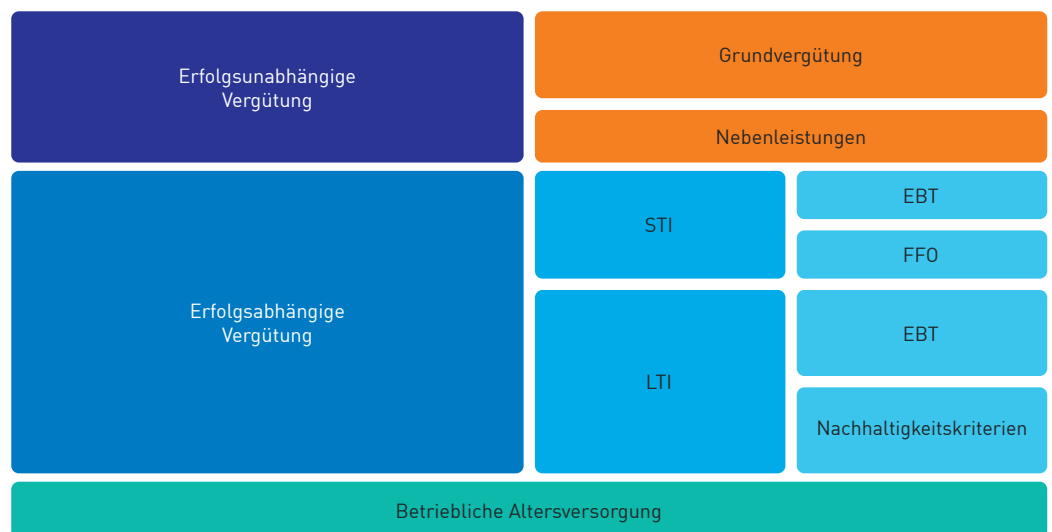 Erfolgsunabhängige
Vergütung
Grundvergütung
Nebenleistungen
Erfolgsabhängige
Vergütung
STI
EBT
FFO
LTI
EBT
Nachhaltigkeitskriterien
Betriebliche Altersversorgung